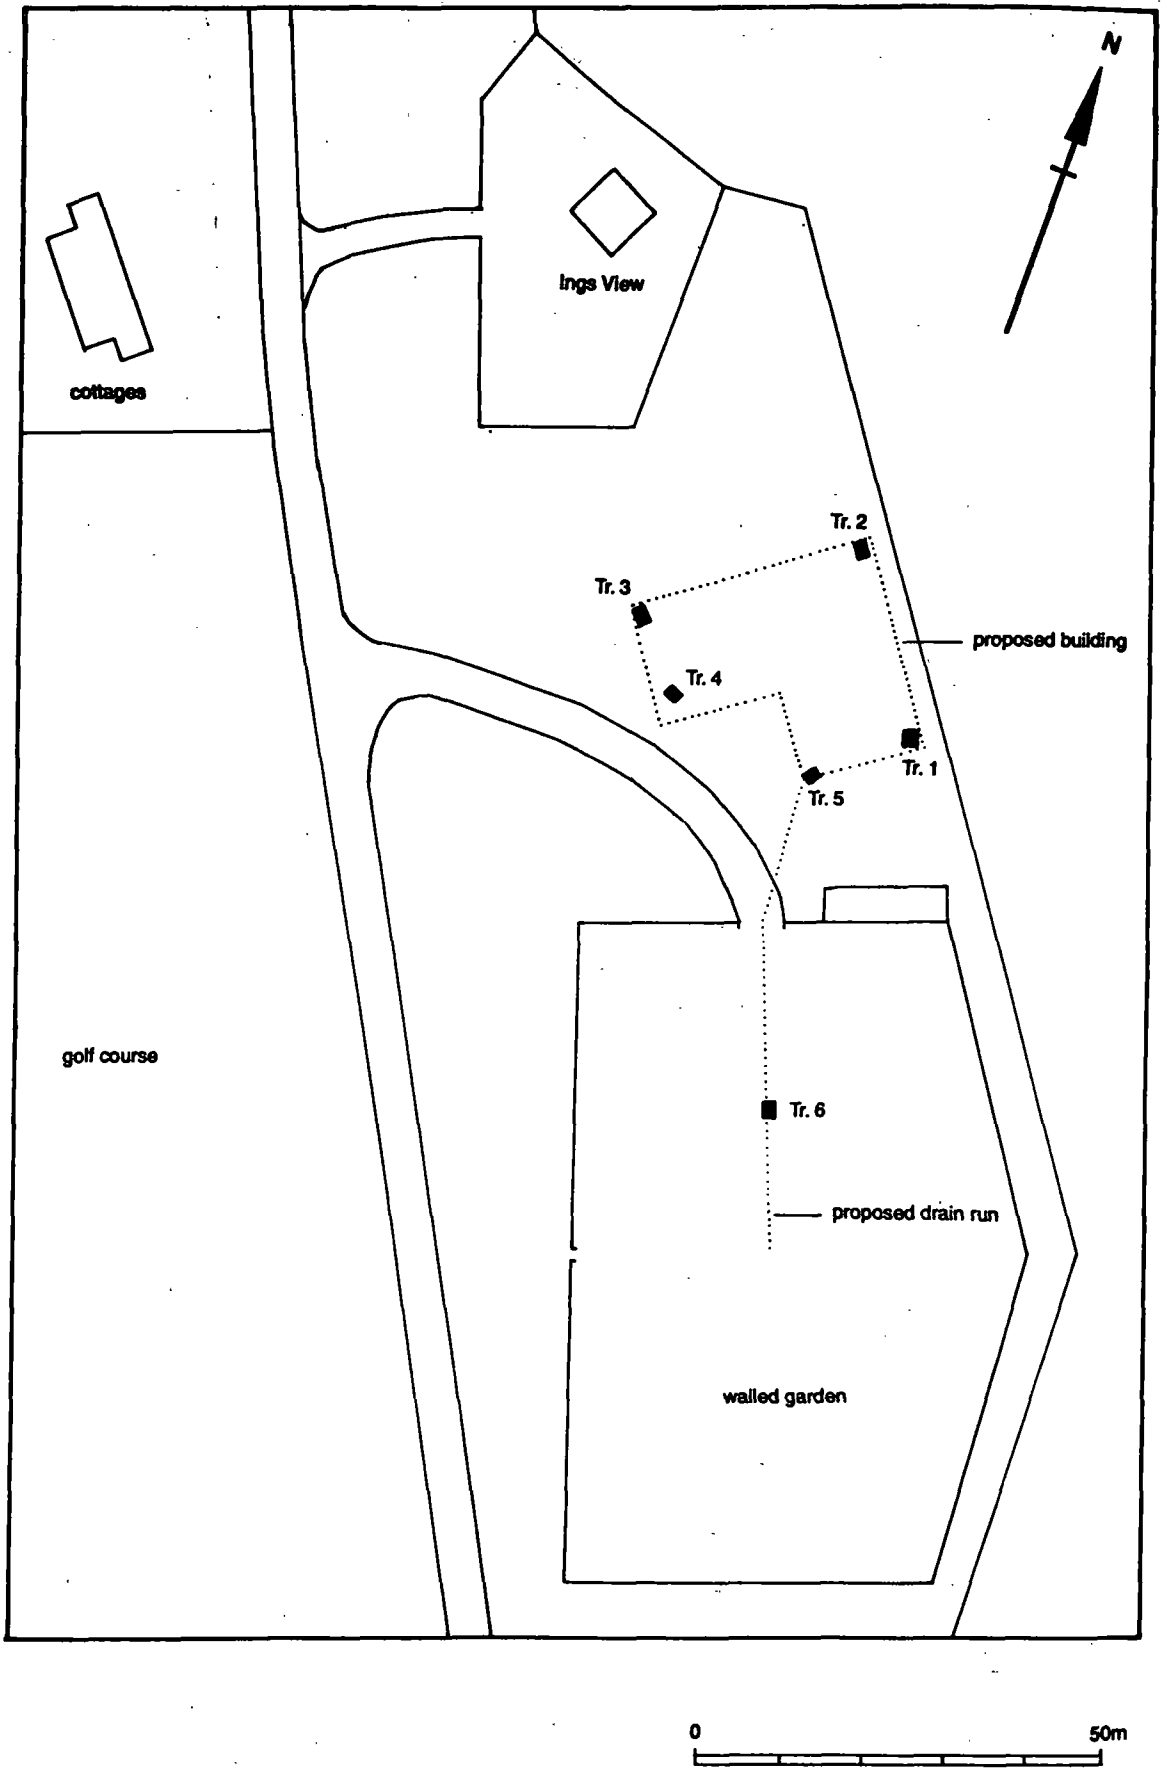 N
Ings View
cottages
Tr. 2
Tr. 3
proposed building
Tr. 4
Tr. 1
Tr. 5
golf course
Tr. 6
proposed drain run
walled garden
0
50m